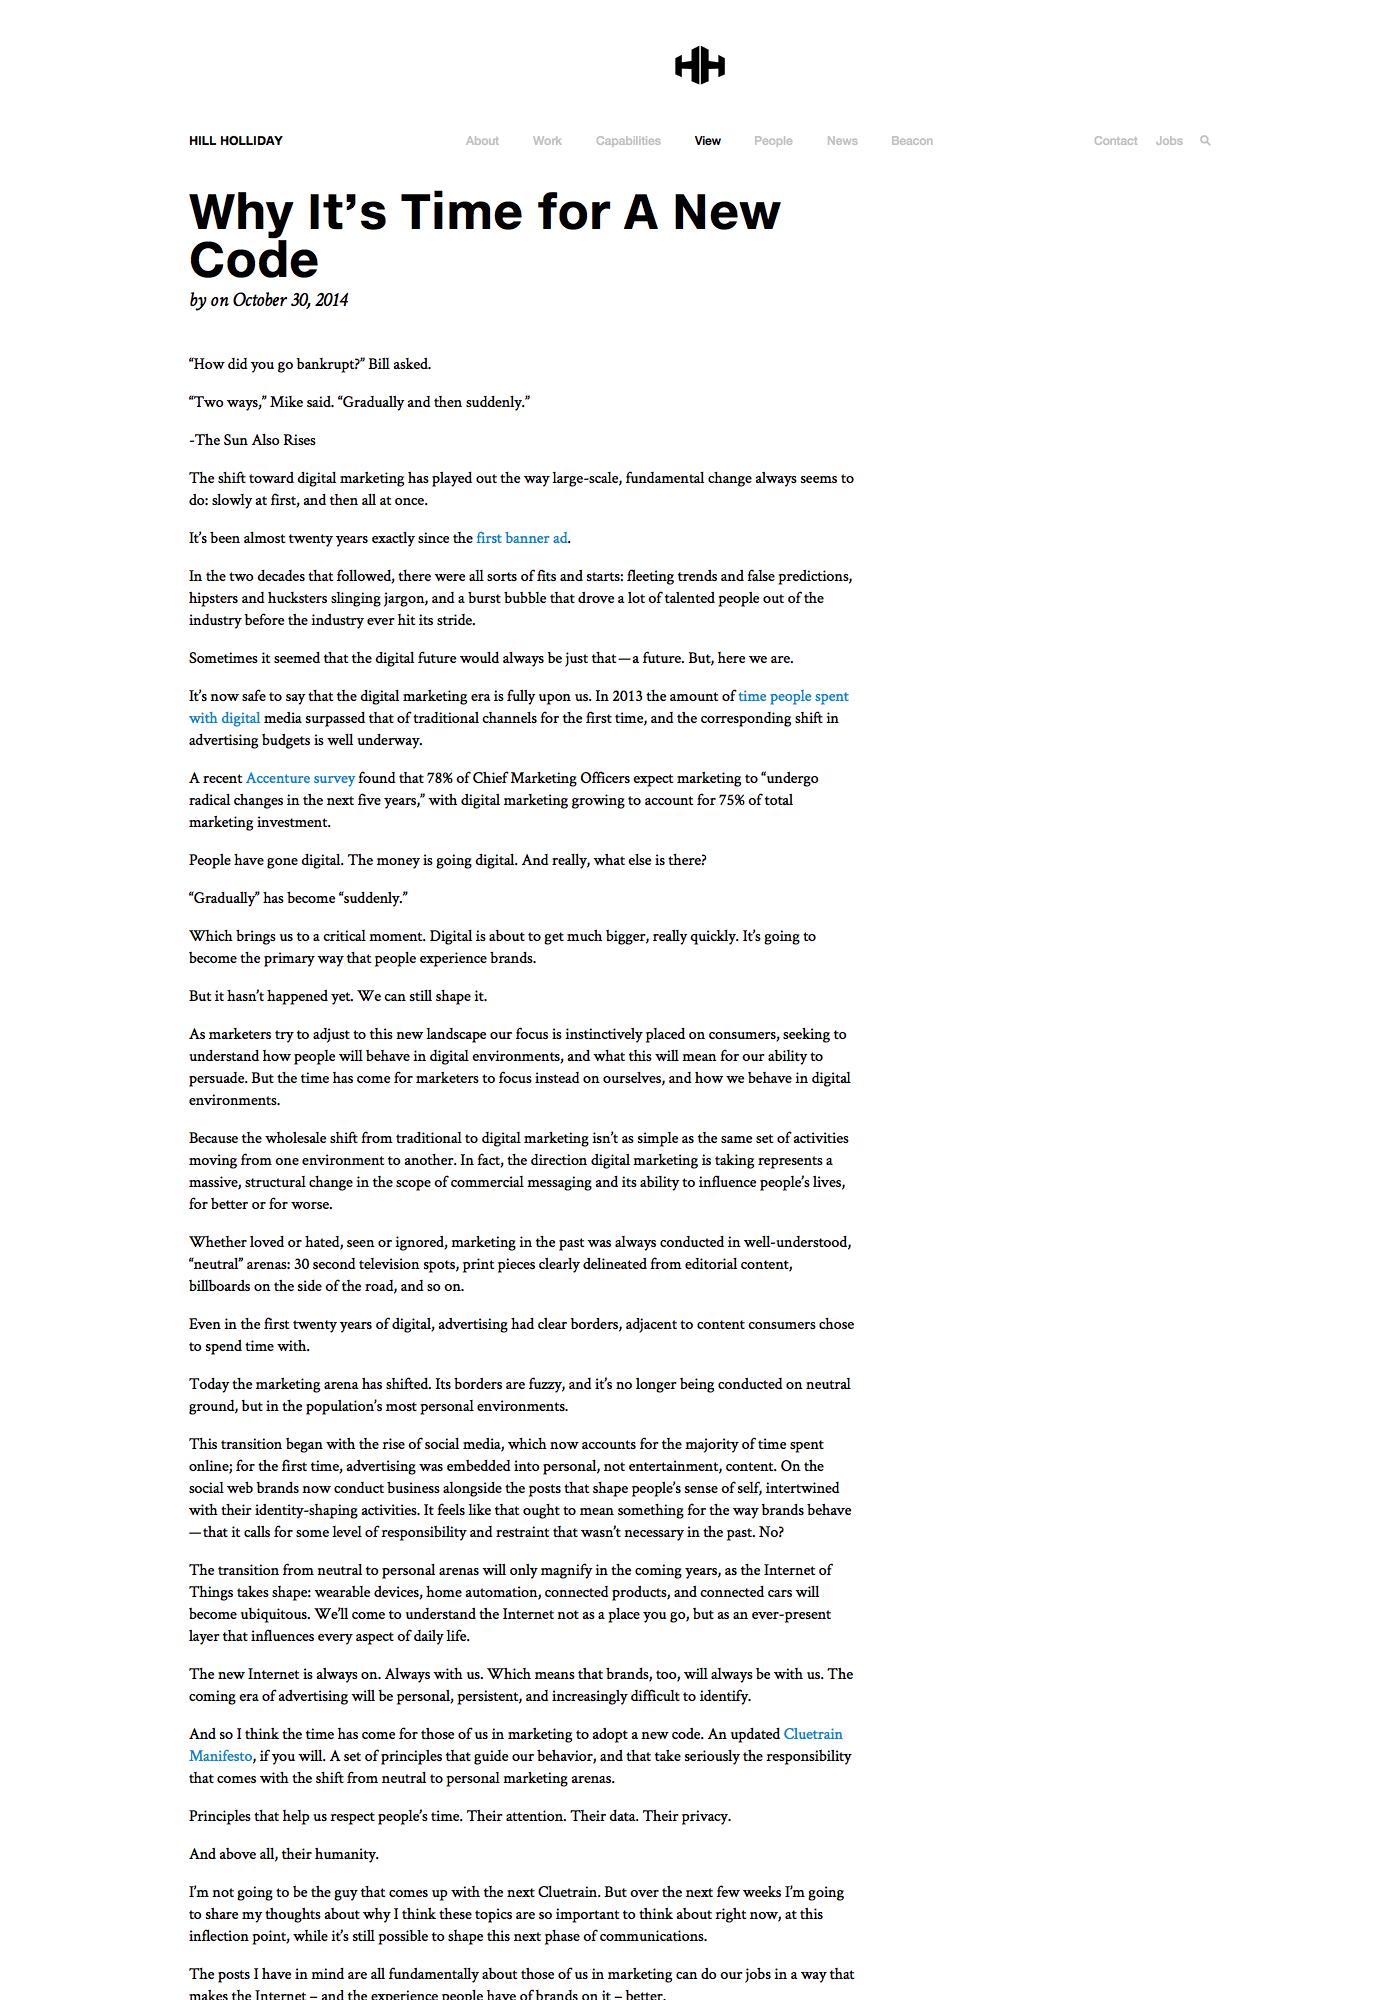 HH
HILL HOLLIDAY
About
Work
Capabilities
View
People
News
Beacon
Contact
Jobs
Why It’s Time for A New
Code
by on October 30, 2014
“How did you go bankrupt?” Bill asked.
“Two ways,” Mike said. “Gradually and then suddenly.”
-The Sun Also Rises
The shift toward digital marketing has played out the way large-scale, fundamental change always seems to
do: slowly at first, and then all at once.
It’s been almost twenty years exactly since the first banner ad.
In the two decades that followed, there were all sorts of fits and starts: fleeting trends and false predictions,
hipsters and hucksters slinging jargon, and a burst bubble that drove a lot of talented people out of the
industry before the industry ever hit its stride.
Sometimes it seemed that the digital future would always be just that—a future. But, here we are.
It’s now safe to say that the digital marketing era is fully upon us. In 2013 the amount of time people spent
with digital media surpassed that of traditional channels for the first time, and the corresponding shift in
advertising budgets is well underway.
A recent Accenture survey found that 78% of Chief Marketing Officers expect marketing to “undergo
radical changes in the next five years,” with digital marketing growing to account for 75% of total
marketing investment.
People have gone digital. The money is going digital. And really, what else is there?
“Gradually” has become “suddenly.”
Which brings us to a critical moment. Digital is about to get much bigger, really quickly. It’s going to
become the primary way that people experience brands.
But it hasn’t happened yet. We can still shape it.
As marketers try to adjust to this new landscape our focus is instinctively placed on consumers, seeking to
understand how people will behave in digital environments, and what this will mean for our ability to
persuade. But the time has come for marketers to focus instead on ourselves, and how we behave in digital
environments.
Because the wholesale shift from traditional to digital marketing isn’t as simple as the same set of activities
moving from one environment to another. In fact, the direction digital marketing is taking represents a
massive, structural change in the scope of commercial messaging and its ability to influence people’s lives,
for better or for worse.
Whether loved or hated, seen or ignored, marketing in the past was always conducted in well-understood,
“neutral” arenas: 30 second television spots, print pieces clearly delineated from editorial content,
billboards on the side of the road, and so on.
Even in the first twenty years of digital, advertising had clear borders, adjacent to content consumers chose
to spend time with.
Today the marketing arena has shifted. Its borders are fuzzy, and it’s no longer being conducted on neutral
ground, but in the population’s most personal environments.
This transition began with the rise of social media, which now accounts for the majority of time spent
online; for the first time, advertising was embedded into personal, not entertainment, content. On the
social web brands now conduct business alongside the posts that shape people’s sense of self, intertwined
with their identity-shaping activities. It feels like that ought to mean something for the way brands behave
—that it calls for some level of responsibility and restraint that wasn’t necessary in the past. No?
The transition from neutral to personal arenas will only magnify in the coming years, as the Internet of
Things takes shape: wearable devices, home automation, connected products, and connected cars will
become ubiquitous. We’ll come to understand the Internet not as a place you go, but as an ever-present
layer that influences every aspect of daily life.
The new Internet is always on. Always with us. Which means that brands, too, will always be with us. The
coming era of advertising will be personal, persistent, and increasingly difficult to identify.
And so I think the time has come for those of us in marketing to adopt a new code. An updated Cluetrain
Manifesto, if you will. A set of principles that guide our behavior, and that take seriously the responsibility
that comes with the shift from neutral to personal marketing arenas.
Principles that help us respect people’s time. Their attention. Their data. Their privacy.
And above all, their humanity.
I’m not going to be the guy that comes up with the next Cluetrain. But over the next few weeks I’m going
to share my thoughts about why I think these topics are so important to think about right now, at this
inflection point, while it’s still possible to shape this next phase of communications.
The posts I have in mind are all fundamentally about those of us in marketing can do our jobs in a way that
makes the Internet – and the experience people have of brands on it – better.